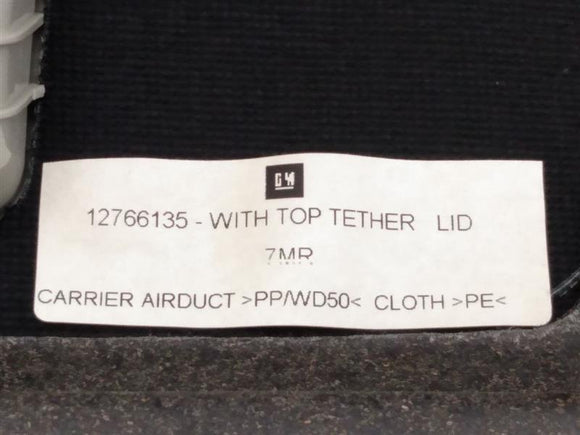 GM
12766135 - WITH TOP TETHER LID
7MR
CARRIER AIRDUCT >PP/WD50< CLOTH >PE<